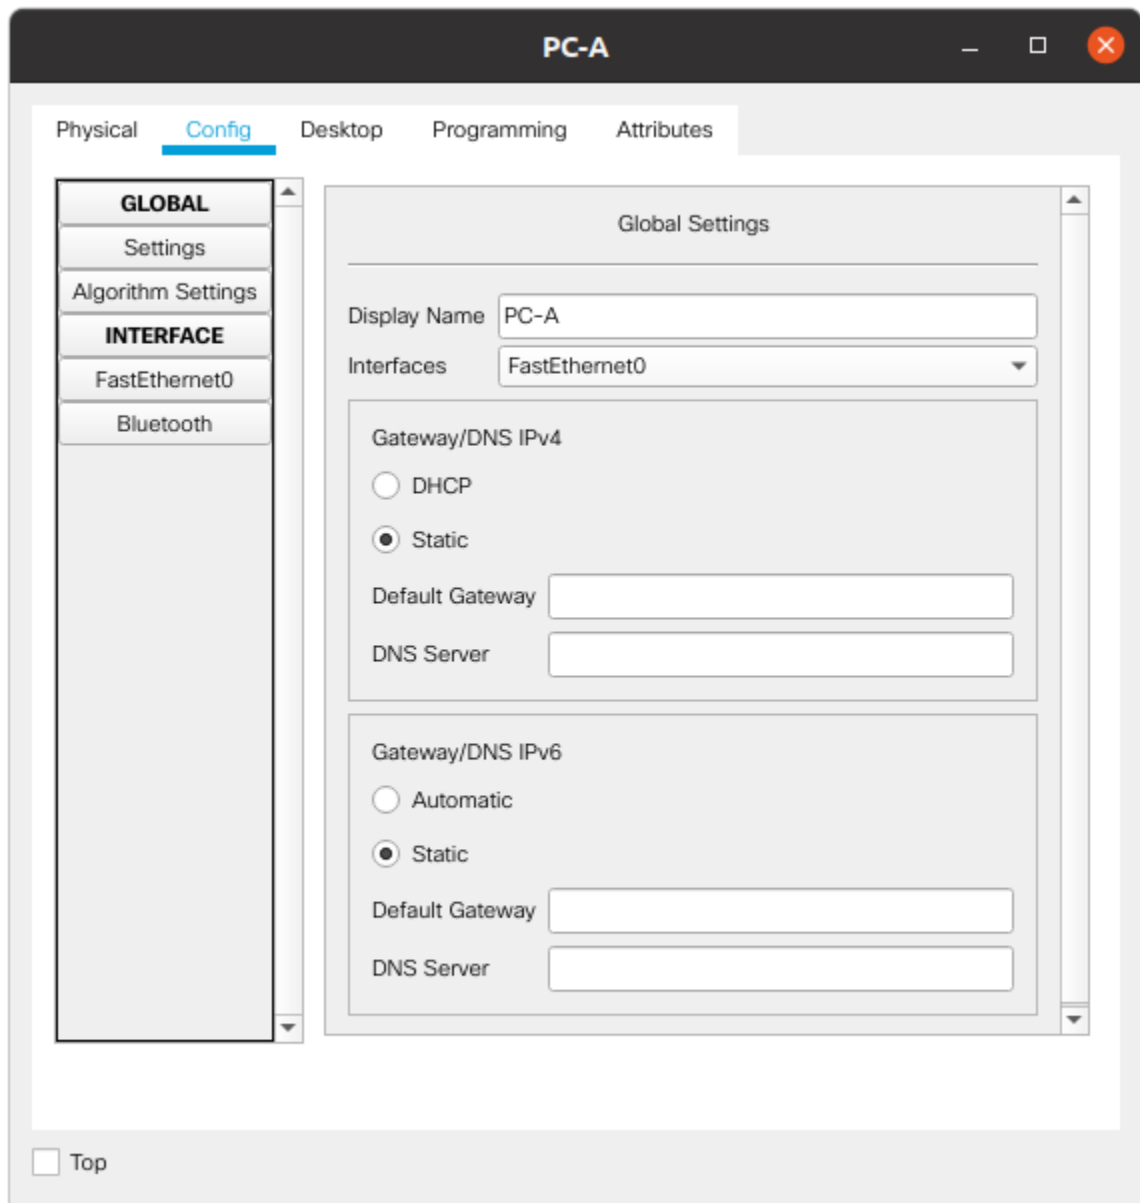 PC-A
Physical Config Desktop Programming Attributes
GLOBAL
Settings
Algorithm Settings
INTERFACE
FastEthernet0
Bluetooth
Global Settings
Display Name PC-A
Interfaces FastEthernet0
Gateway/DNS IPv4
DHCP
Static
Default Gateway
DNS Server
Gateway/DNS IPv6
Automatic
Static
Default Gateway
DNS Server
Top